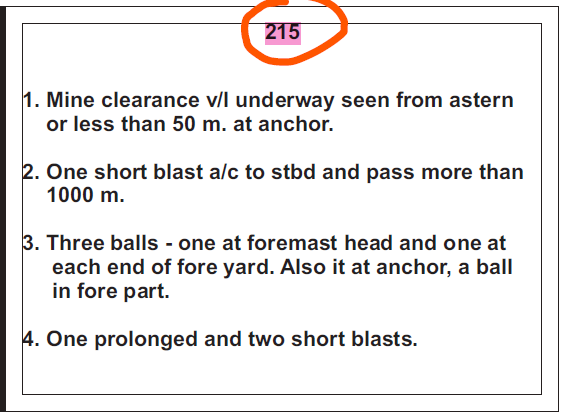 215
1. Mine clearance v/l underway seen from astern
or less than 50 m. at anchor.
2. One short blast a/c to stbd and pass more than
1000 m.
3. Three balls - one at foremast head and one at
each end of fore yard. Also it at anchor, a ball
in fore part.
4. One prolonged and two short blasts.